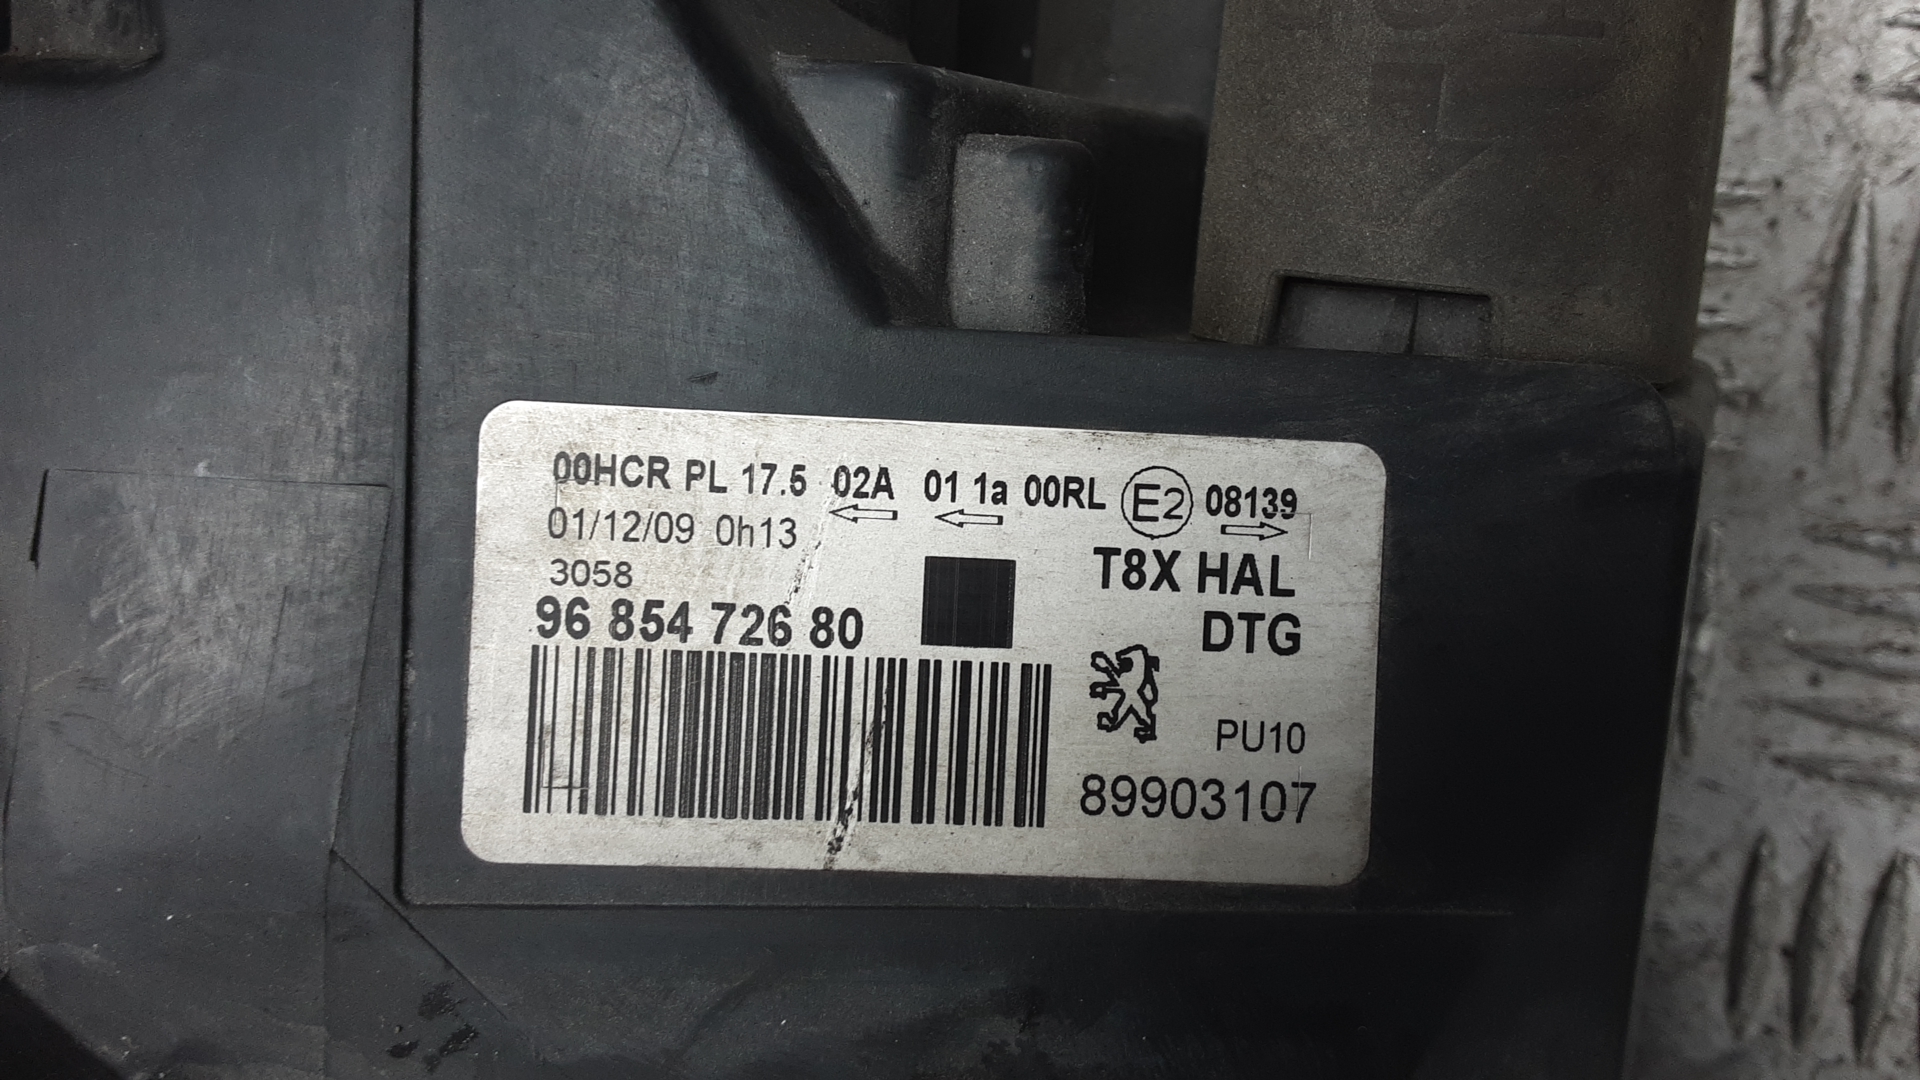 00HCR PL 17.5 02A 01 1a 00RL E2 08139
01/12/09 0h13
3058
T8X HAL
96 854 726 80
DTG
PU10
89903107